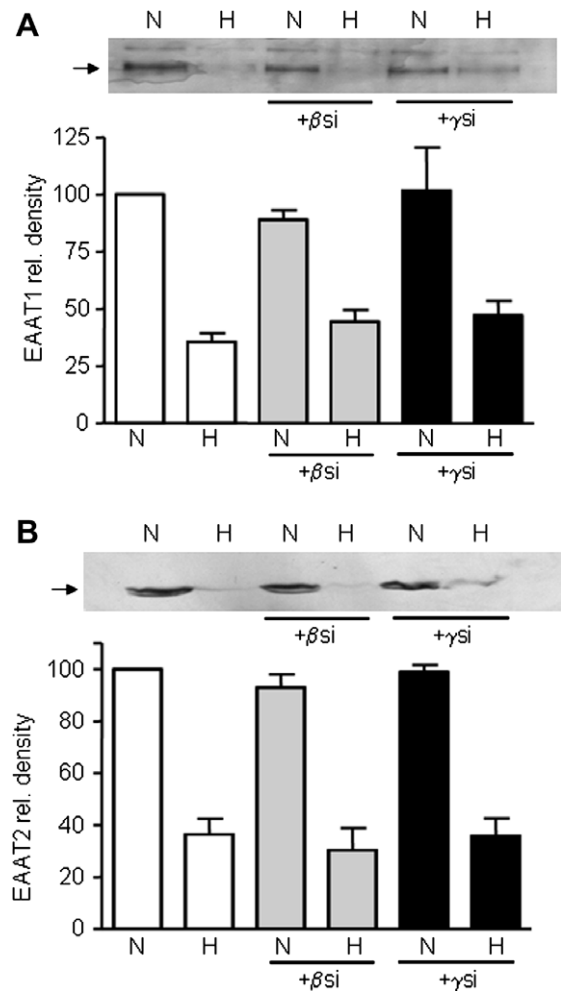 A
N H N H N H
+βsi +γsi
EAAT1 rel. density
125
100
75
50
25
0
N H N H N H
+βsi +γsi
B
N H N H N H
+βsi +γsi
EAAT2 rel. density
100
80
60
40
20
0
N H N H N H
+βsi +γsi